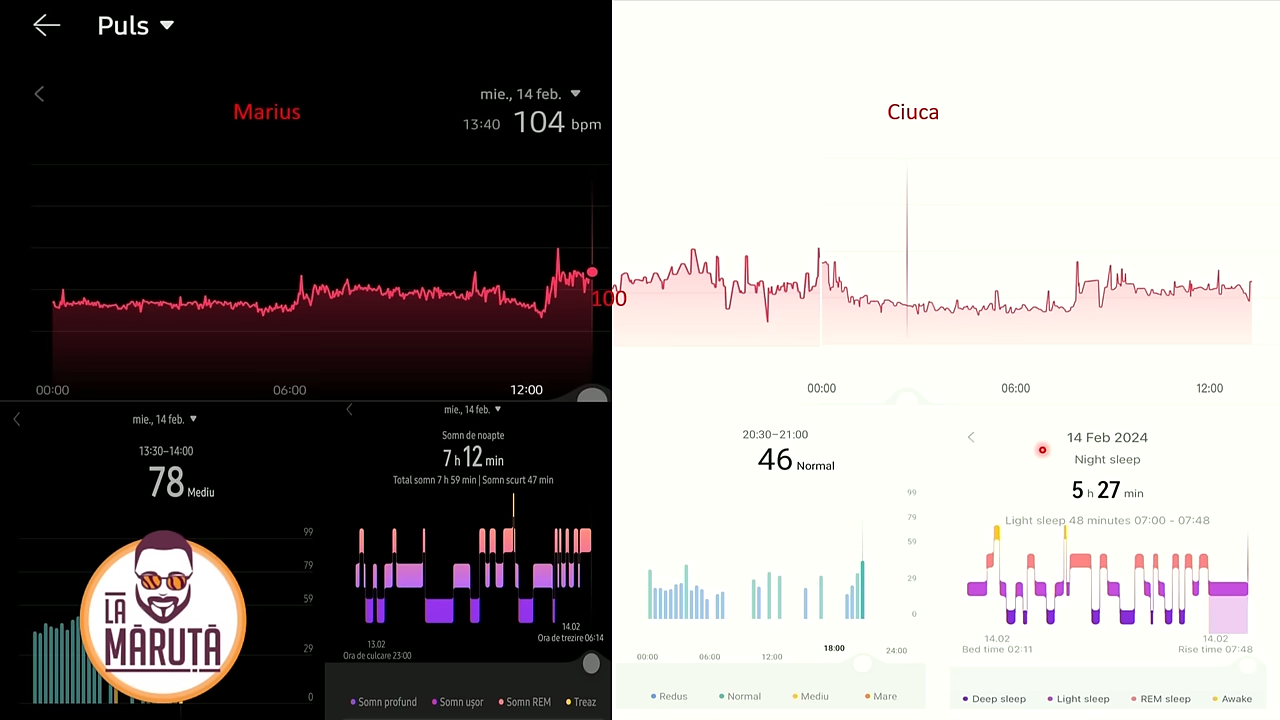 Puls
mie., 14 feb.
13:40 104 bpm
Marius
100
00:00 06:00 12:00
Ciuca
00:00 06:00 12:00
mie., 14 feb.
13:30–14:00
78 Mediu
99
79
59
29
0
LA
MĂRUȚĂ
mie., 14 feb.
Somn de noapte
7 h 12 min
Total somn 7 h 59 min | Somn scurt 47 min
14.02
Ora de trezire 06:14
13.02
Ora de culcare 23:00
Somn profund Somn ușor Somn REM Treaz
20:30–21:00
46 Normal
99
79
59
29
0
00:00 06:00 12:00 18:00 24:00
Redus Normal Mediu Mare
14 Feb 2024
Night sleep
5 h 27 min
Light sleep 48 minutes 07:00 - 07:48
14.02 14.02
Bed time 02:11 Rise time 07:48
Deep sleep Light sleep REM sleep Awake